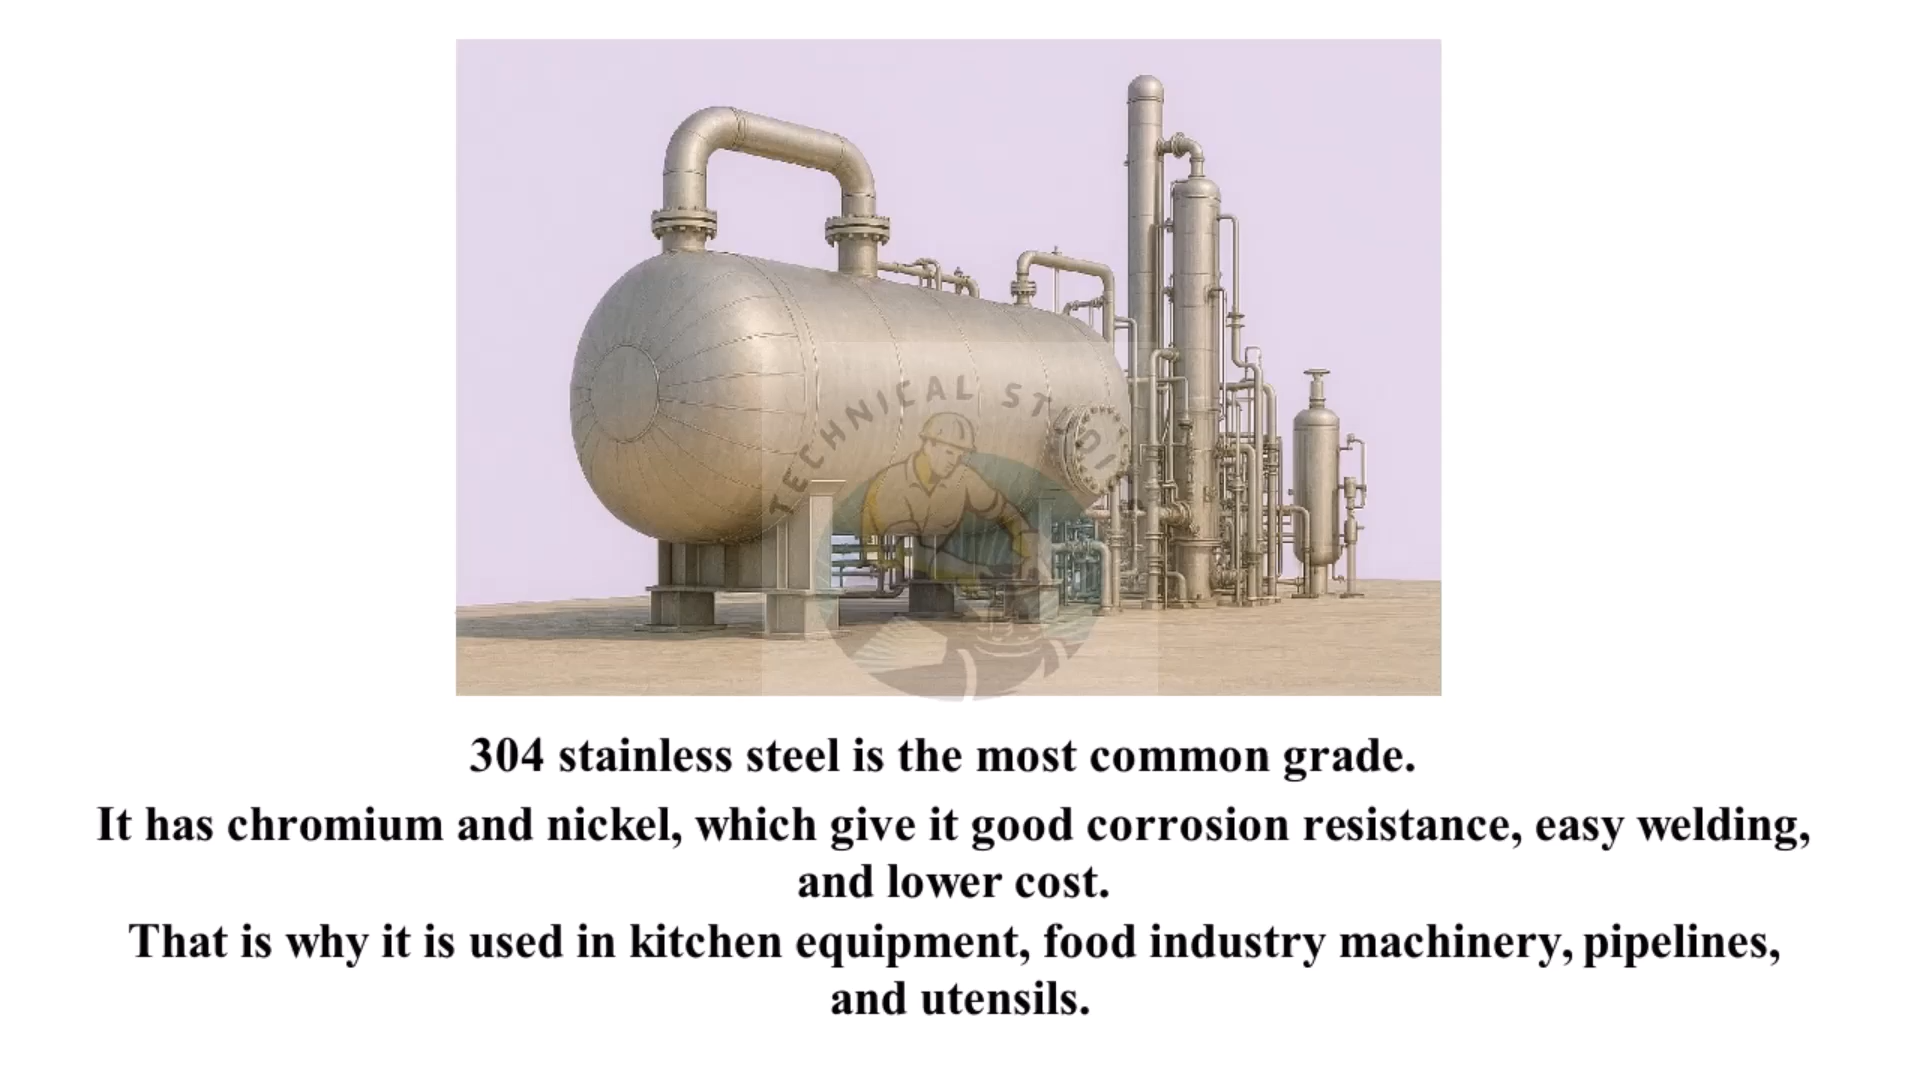 TECHNICAL STUDIO
304 stainless steel is the most common grade.
It has chromium and nickel, which give it good corrosion resistance, easy welding,
and lower cost.
That is why it is used in kitchen equipment, food industry machinery, pipelines,
and utensils.